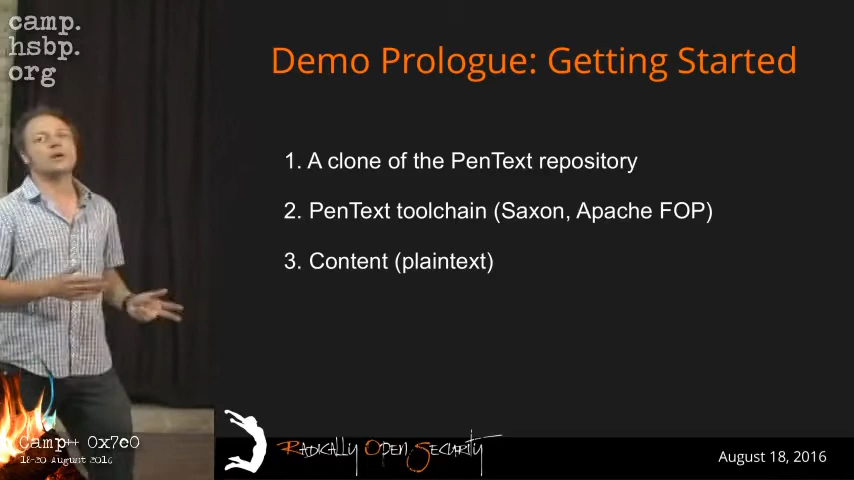 camp.
hsbp.
org
Demo Prologue: Getting Started
1. A clone of the PenText repository
2. PenText toolchain (Saxon, Apache FOP)
3. Content (plaintext)
Camp++ 0x7e0
18-20 August 2016
Radically Open Security
August 18, 2016